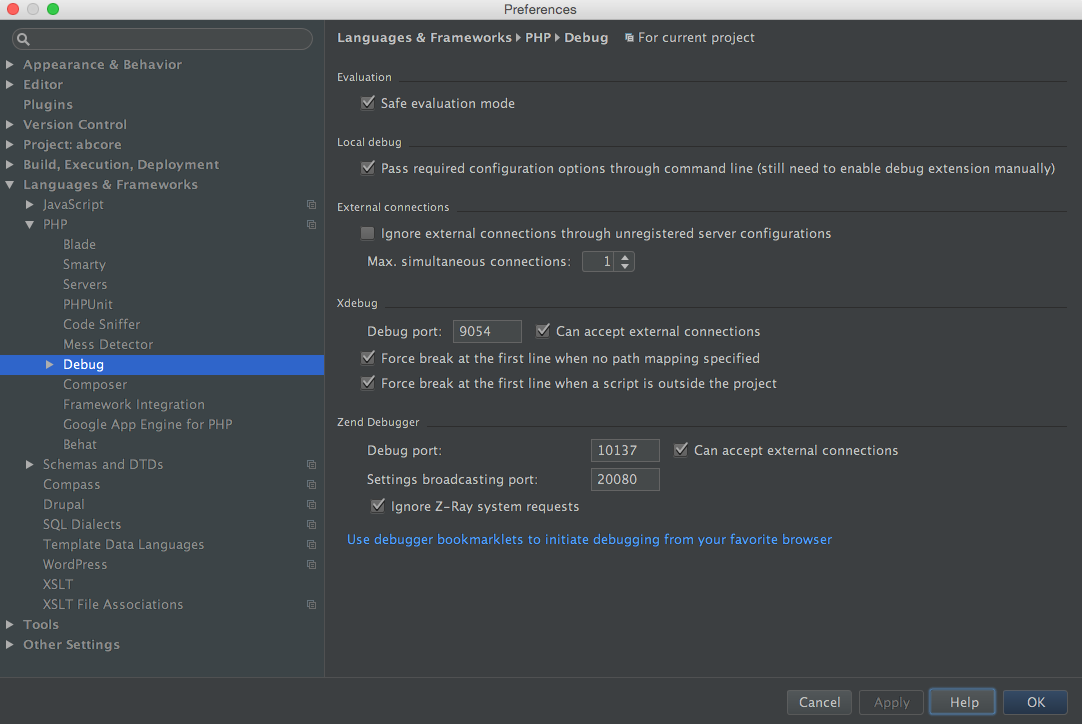 Preferences
Languages & Frameworks PHP Debug For current project
Appearance & Behavior
Editor
Plugins
Version Control
Project: abcore
Build, Execution, Deployment
Languages & Frameworks
JavaScript
PHP
Blade
Smarty
Servers
PHPUnit
Code Sniffer
Mess Detector
Debug
Composer
Framework Integration
Google App Engine for PHP
Behat
Schemas and DTDs
Compass
Drupal
SQL Dialects
Template Data Languages
WordPress
XSLT
XSLT File Associations
Tools
Other Settings
Evaluation
Safe evaluation mode
Local debug
Pass required configuration options through command line (still need to enable debug extension manually)
External connections
Ignore external connections through unregistered server configurations
Max. simultaneous connections: 1
Xdebug
Debug port: 9054 Can accept external connections
Force break at the first line when no path mapping specified
Force break at the first line when a script is outside the project
Zend Debugger
Debug port: 10137 Can accept external connections
Settings broadcasting port: 20080
Ignore Z-Ray system requests
Use debugger bookmarklets to initiate debugging from your favorite browser
Cancel Apply Help OK